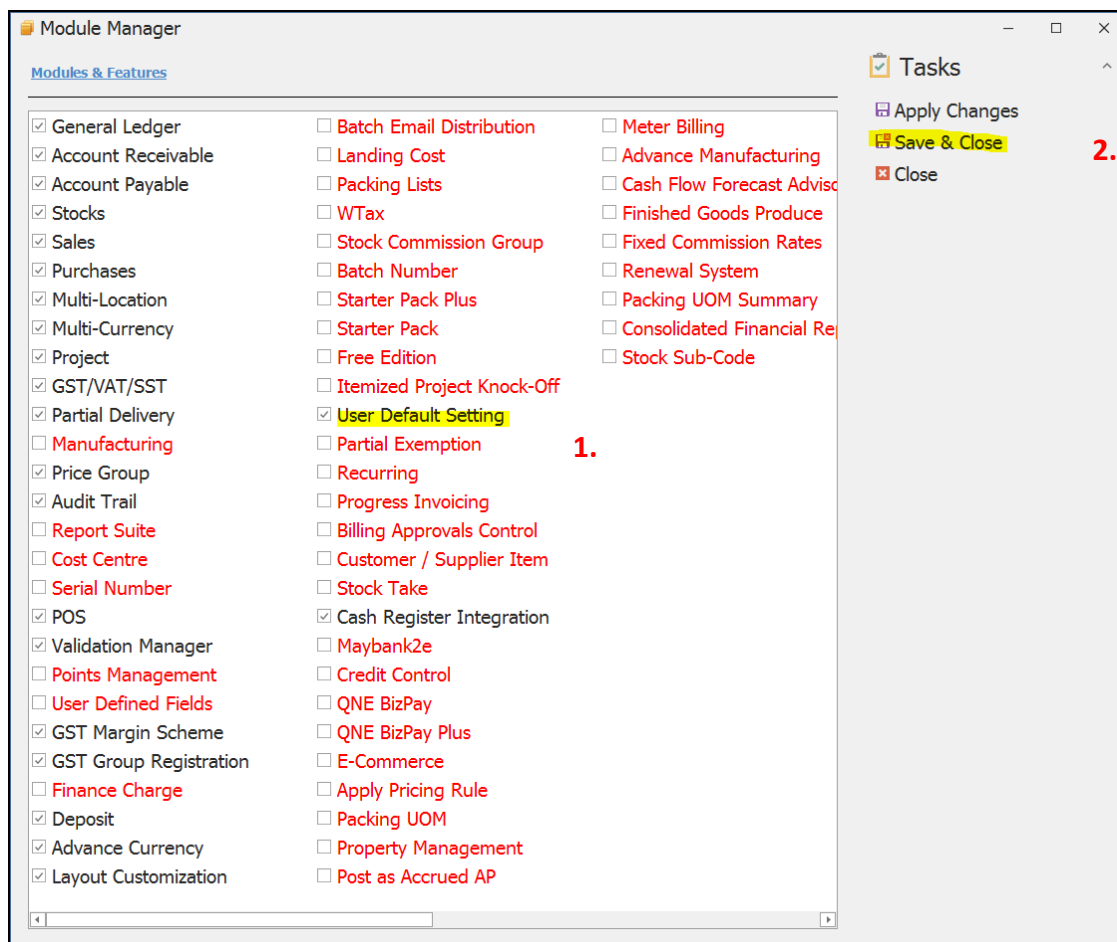 Module Manager
Modules & Features
General Ledger
Account Receivable
Account Payable
Stocks
Sales
Purchases
Multi-Location
Multi-Currency
Project
GST/VAT/SST
Partial Delivery
Manufacturing
Price Group
Audit Trail
Report Suite
Cost Centre
Serial Number
POS
Validation Manager
Points Management
User Defined Fields
GST Margin Scheme
GST Group Registration
Finance Charge
Deposit
Advance Currency
Layout Customization
Batch Email Distribution
Landing Cost
Packing Lists
WTax
Stock Commission Group
Batch Number
Starter Pack Plus
Starter Pack
Free Edition
Itemized Project Knock-Off
User Default Setting
Partial Exemption
Recurring
Progress Invoicing
Billing Approvals Control
Customer / Supplier Item
Stock Take
Cash Register Integration
Maybank2e
Credit Control
QNE BizPay
QNE BizPay Plus
E-Commerce
Apply Pricing Rule
Packing UOM
Property Management
Post as Accrued AP
1.
Meter Billing
Advance Manufacturing
Cash Flow Forecast Advisc
Finished Goods Produce
Fixed Commission Rates
Renewal System
Packing UOM Summary
Consolidated Financial Rep
Stock Sub-Code
Tasks
Apply Changes
Save & Close
2.
Close